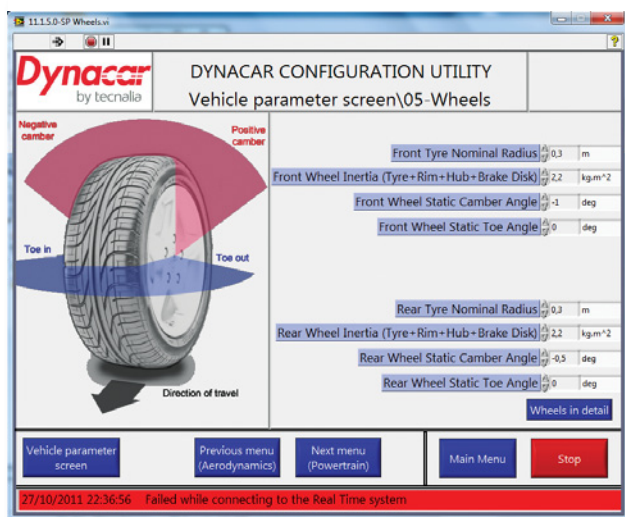 11.1.5.0-SP Wheels.vi
?
Dynacar
by tecnalia
DYNACAR CONFIGURATION UTILITY
Vehicle parameter screen\05-Wheels
Negative
camber
Positive
camber
Toe in
Toe out
Direction of travel
Front Tyre Nominal Radius 0,3 m
Front Wheel Inertia (Tyre+Rim+Hub+Brake Disk) 2,2 kg.m^2
Front Wheel Static Camber Angle -1 deg
Front Wheel Static Toe Angle 0 deg
Rear Tyre Nominal Radius 0,3 m
Rear Wheel Inertia (Tyre+Rim+Hub+Brake Disk) 2,2 kg.m^2
Rear Wheel Static Camber Angle -0,5 deg
Rear Wheel Static Toe Angle 0 deg
Wheels in detail
Vehicle parameter
screen
Previous menu
(Aerodynamics)
Next menu
(Powertrain)
Main Menu
Stop
27/10/2011 22:36:56 Failed while connecting to the Real Time system